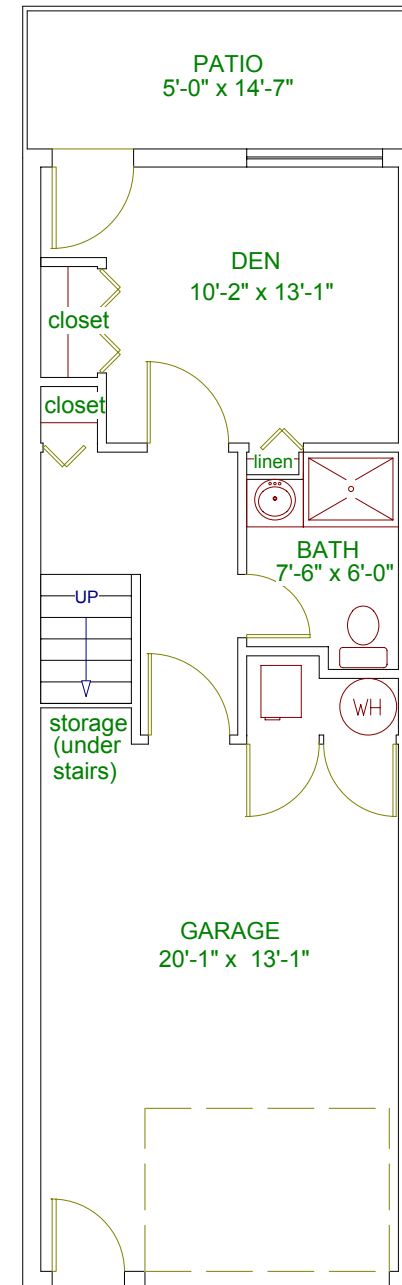 PATIO
5'-0" x 14'-7"
DEN
10'-2" x 13'-1"
closet
closet
linen
BATH
7'-6" x 6'-0"
UP
WH
storage
(under
stairs)
GARAGE
20'-1" x 13'-1"